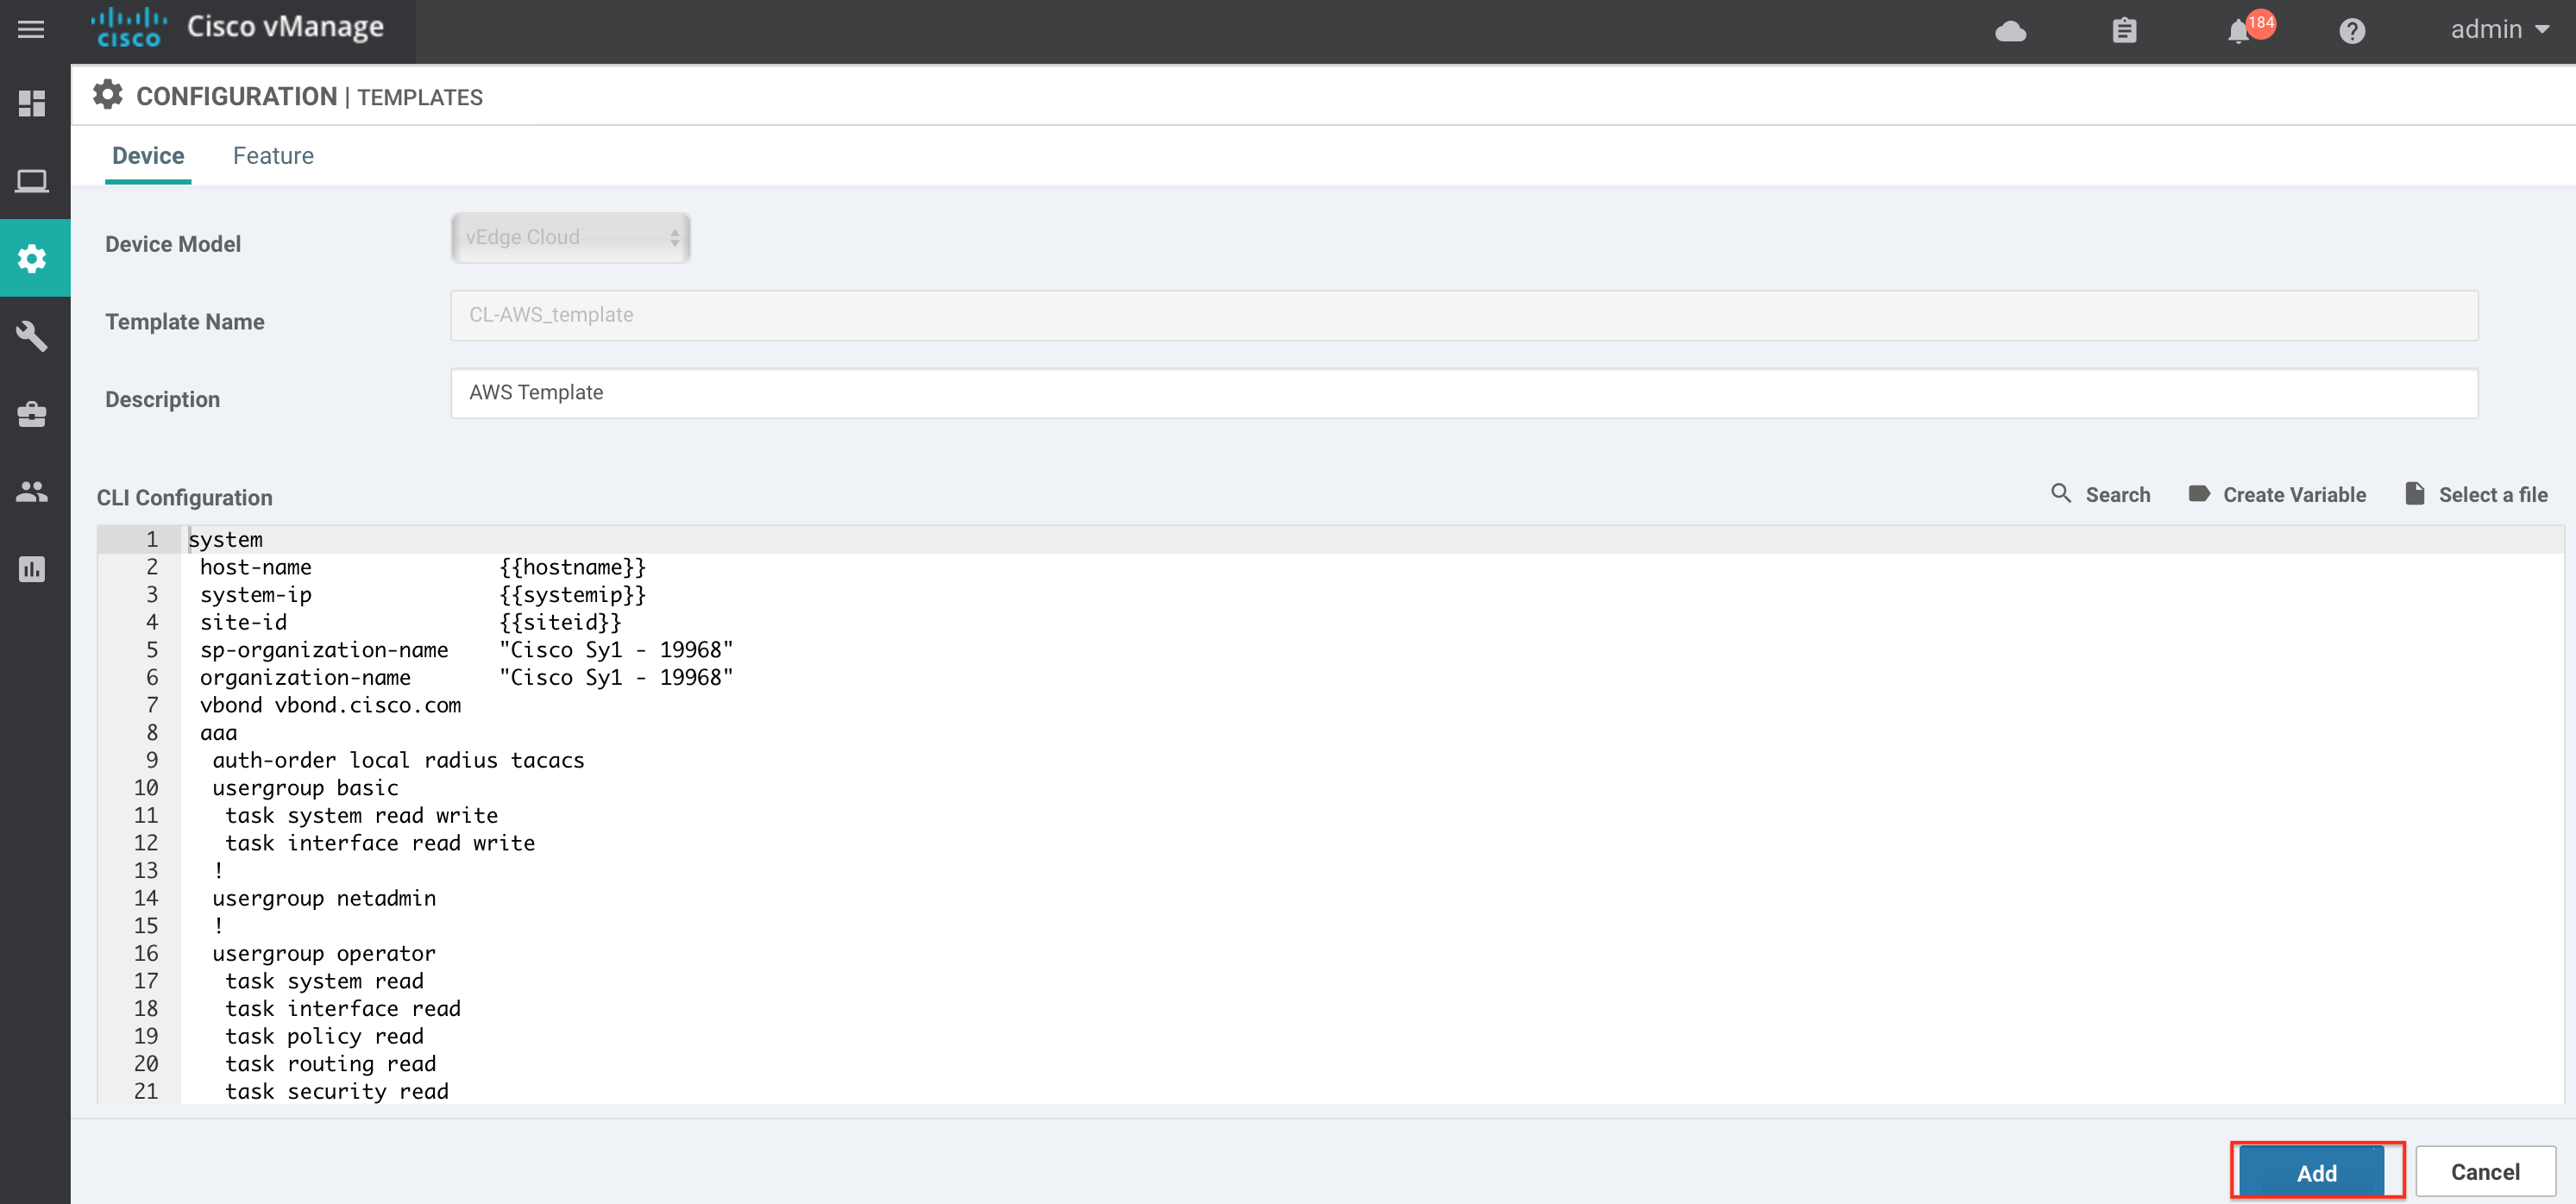 cisco Cisco vManage 184 admin
CONFIGURATION | TEMPLATES
Device Feature
Device Model vEdge Cloud
Template Name CL-AWS_template
Description AWS Template
CLI Configuration Search Create Variable Select a file
1 system
2 host-name {{hostname}}
3 system-ip {{systemip}}
4 site-id {{siteid}}
5 sp-organization-name "Cisco Sy1 - 19968"
6 organization-name "Cisco Sy1 - 19968"
7 vbond vbond.cisco.com
8 aaa
9 auth-order local radius tacacs
10 usergroup basic
11 task system read write
12 task interface read write
13 !
14 usergroup netadmin
15 !
16 usergroup operator
17 task system read
18 task interface read
19 task policy read
20 task routing read
21 task security read
Add Cancel